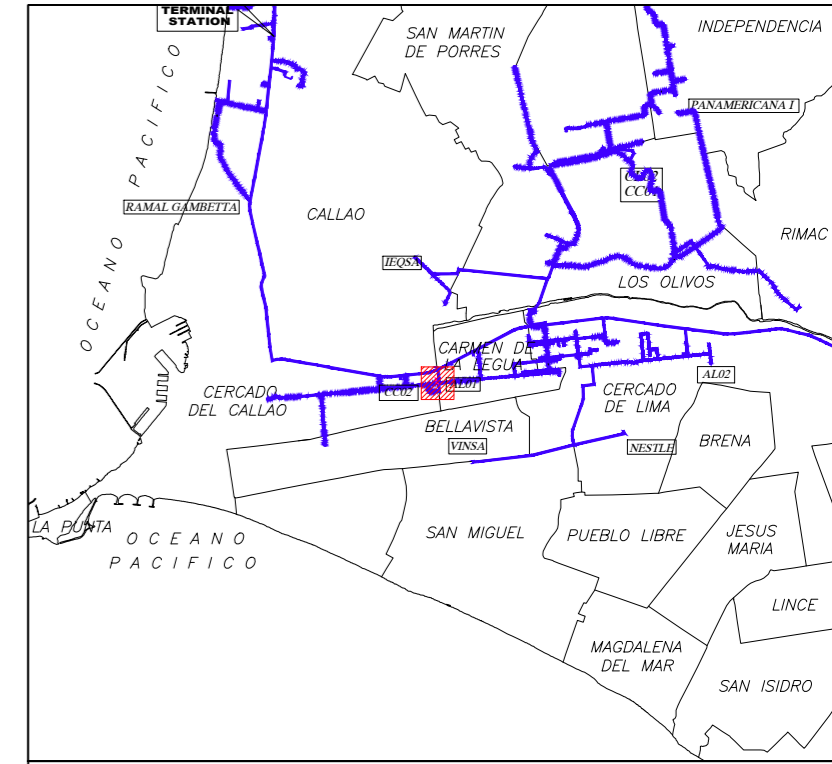 TERMINAL
STATION
SAN MARTIN
DE PORRES
INDEPENDENCIA
PANAMERICANA I
OCEANO PACIFICO
RAMAL GAMBETTA
CALLAO
RIMAC
IEQSA
LOS OLIVOS
CARMEN DE
LA LEGUA
AL01
CC02
AL02
CERCADO
DEL CALLAO
CERCADO
DE LIMA
BELLAVISTA
VINSA
NESTLE
BRENA
LA PUNTA
OCEANO
PACIFICO
SAN MIGUEL
PUEBLO LIBRE
JESUS
MARIA
LINCE
MAGDALENA
DEL MAR
SAN ISIDRO